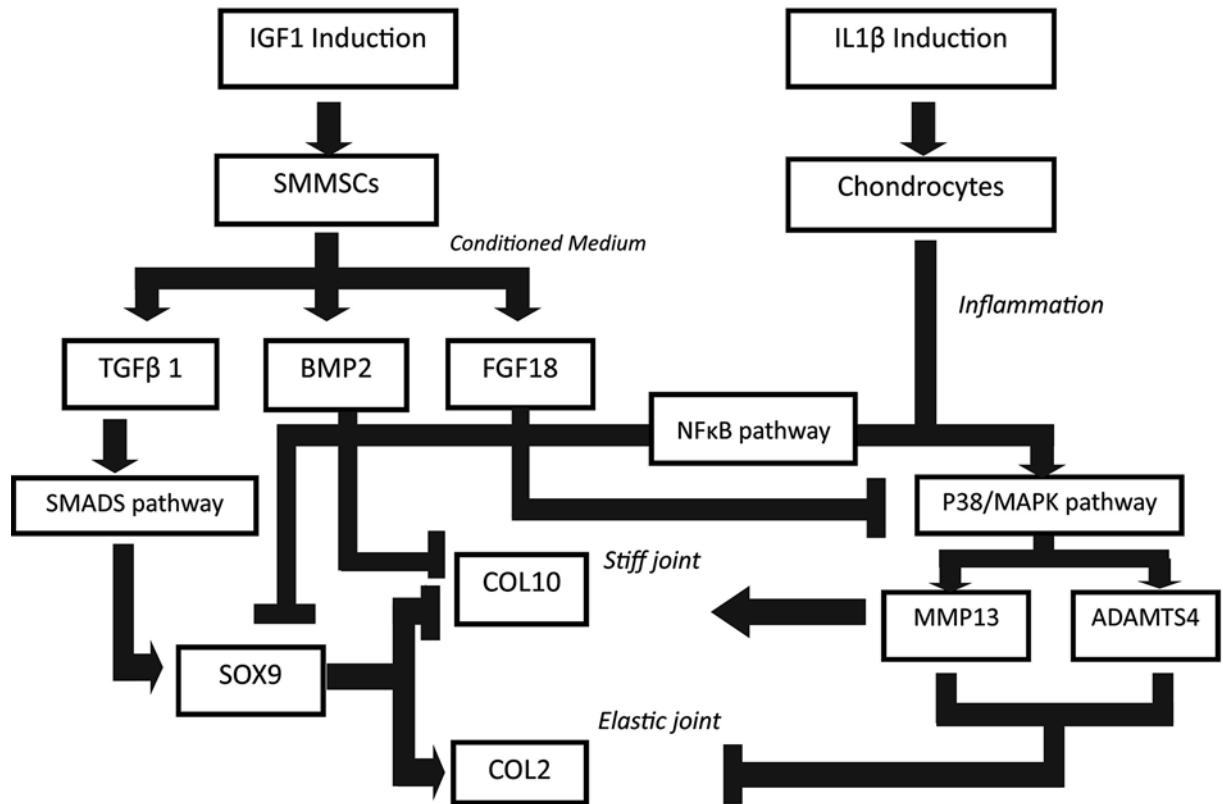 IGF1 Induction
IL1β Induction
SMMSCs
Chondrocytes
Conditioned Medium
Inflammation
TGFβ 1
BMP2
FGF18
NFκB pathway
SMADS pathway
P38/MAPK pathway
COL10
Stiff joint
MMP13
ADAMTS4
SOX9
Elastic joint
COL2